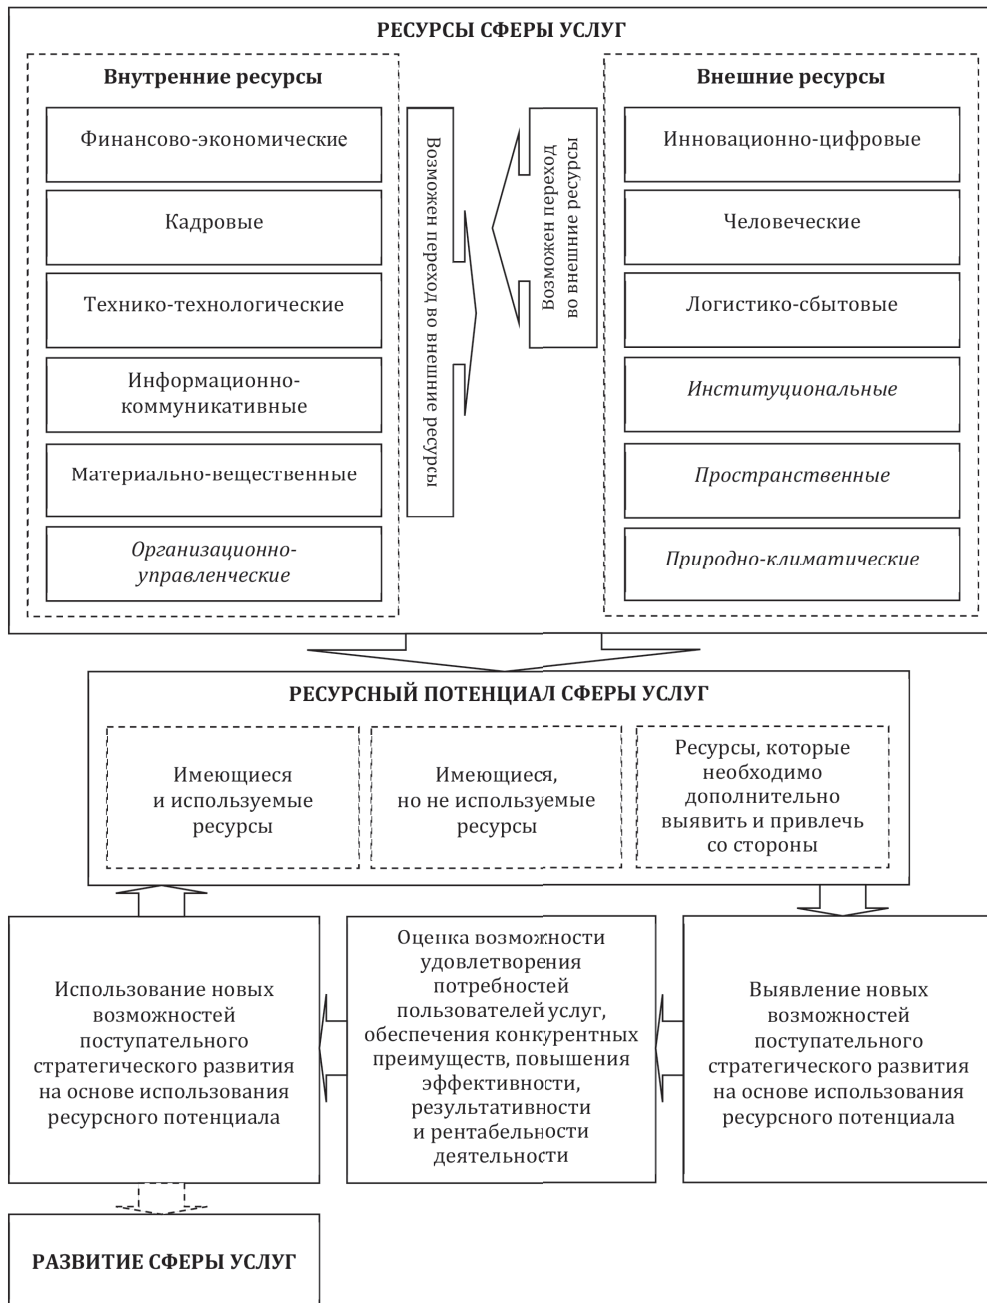 РЕСУРСЫ СФЕРЫ УСЛУГ
Внутренние ресурсы
Финансово-экономические
Кадровые
Технико-технологические
Информационно-
коммуникативные
Материально-вещественные
Организационно-
управленческие
Возможен переход во внешние ресурсы
Возможен переход
во внешние ресурсы
Внешние ресурсы
Инновационно-цифровые
Человеческие
Логистико-сбытовые
Институциональные
Пространственные
Природно-климатические
РЕСУРСНЫЙ ПОТЕНЦИАЛ СФЕРЫ УСЛУГ
Имеющиеся
и используемые
ресурсы
Имеющиеся,
но не используемые
ресурсы
Ресурсы, которые
необходимо
дополнительно
выявить и привлечь
со стороны
Использование новых
возможностей
поступательного
стратегического развития
на основе использования
ресурсного потенциала
Оценка возможности
удовлетворения
потребностей
пользователей услуг,
обеспечения конкурентных
преимуществ, повышения
эффективности,
результативности
и рентабельности
деятельности
Выявление новых
возможностей
поступательного
стратегического развития
на основе использования
ресурсного потенциала
РАЗВИТИЕ СФЕРЫ УСЛУГ